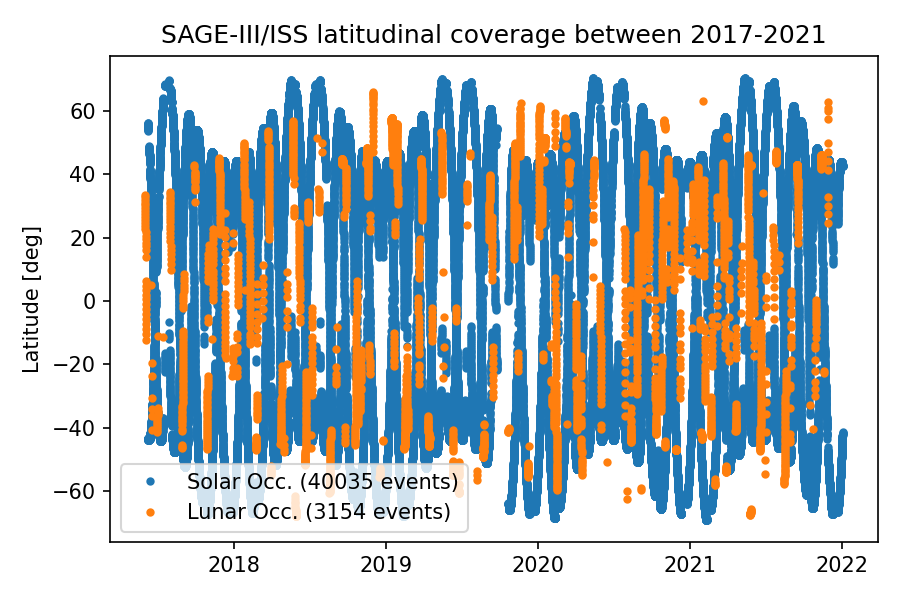 SAGE-III/ISS latitudinal coverage between 2017-2021
Latitude [deg]
60
40
20
0
−20
−40
−60
Solar Occ. (40035 events)
Lunar Occ. (3154 events)
2018 2019 2020 2021 2022